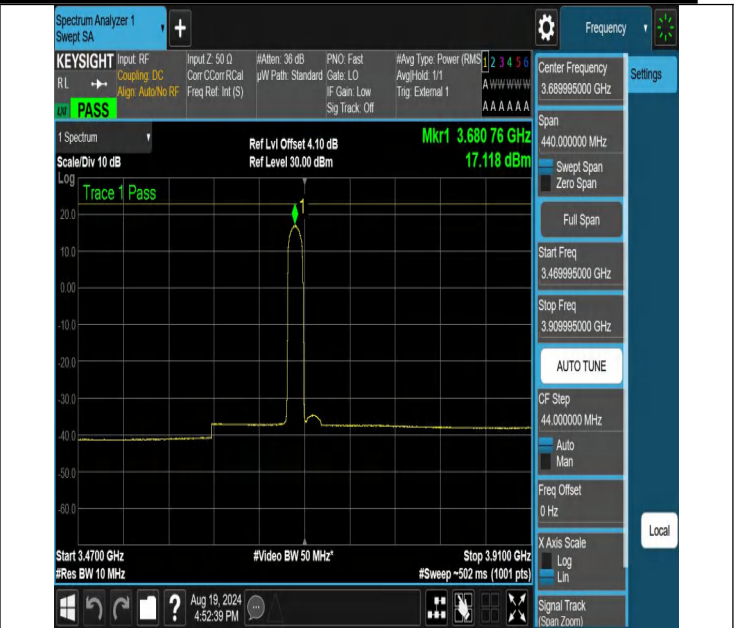 Spectrum Analyzer 1
Swept SA
+
Frequency
KEYSIGHT
RL
PASS
Input: RF
Coupling: DC
Align: Auto/No RF
Input Z: 50 Ω
Corr CCorr RCal
Freq Ref: Int (S)
#Atten: 36 dB
µW Path: Standard
PNO: Fast
Gate: LO
IF Gain: Low
Sig Track: Off
#Avg Type: Power (RMS
Avg|Hold: 1/1
Trig: External 1
1 2 3 4 5 6
A W W W W W
A A A A A A
1 Spectrum
Scale/Div 10 dB
Log
Ref Lvl Offset 4.10 dB
Ref Level 30.00 dBm
Mkr1 3.680 76 GHz
17.118 dBm
Trace 1 Pass
1
20.0
10.0
0.00
-10.0
-20.0
-30.0
-40.0
-50.0
-60.0
Start 3.4700 GHz
#Res BW 10 MHz
#Video BW 50 MHz*
Stop 3.9100 GHz
#Sweep ~502 ms (1001 pts)
Aug 19, 2024
4:52:39 PM
?
Center Frequency
3.689995000 GHz
Settings
Span
440.000000 MHz
Swept Span
Zero Span
Full Span
Start Freq
3.469995000 GHz
Stop Freq
3.909995000 GHz
AUTO TUNE
CF Step
44.000000 MHz
Auto
Man
Freq Offset
0 Hz
X Axis Scale
Log
Lin
Local
Signal Track
(Span Zoom)